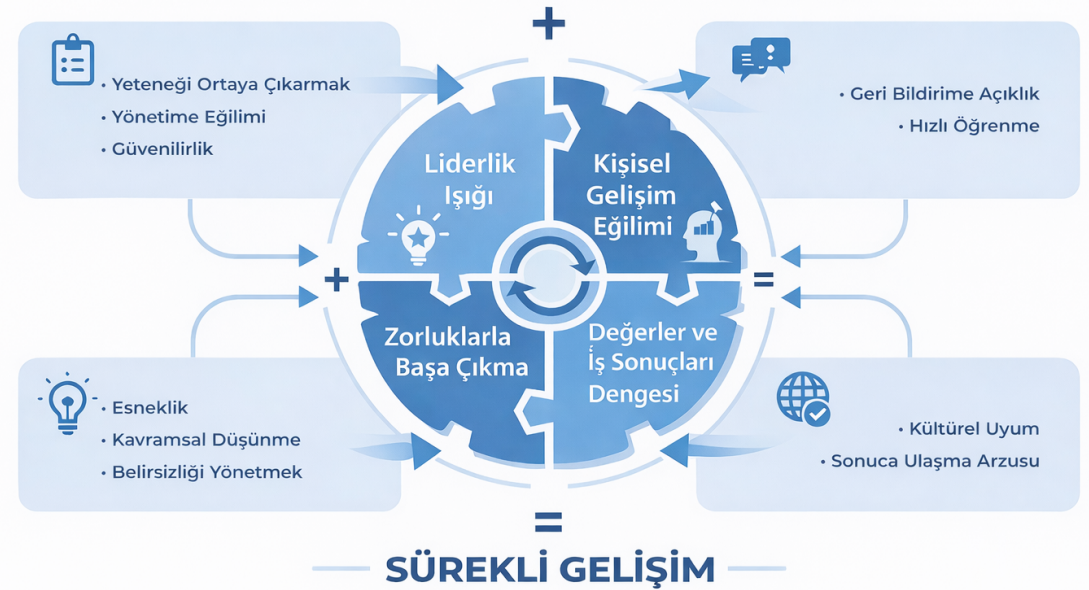 +
• Yeteneği Ortaya Çıkarmak
• Yönetime Eğilimi
• Güvenilirlik
• Geri Bildirime Açıklık
• Hızlı Öğrenme
Liderlik
Işığı
Kişisel
Gelişim
Eğilimi
+
=
Zorluklarla
Başa Çıkma
Değerler ve
İş Sonuçları
Dengesi
• Esneklik
• Kavramsal Düşünme
• Belirsizliği Yönetmek
• Kültürel Uyum
• Sonuca Ulaşma Arzusu
=
SÜREKLİ GELİŞİM